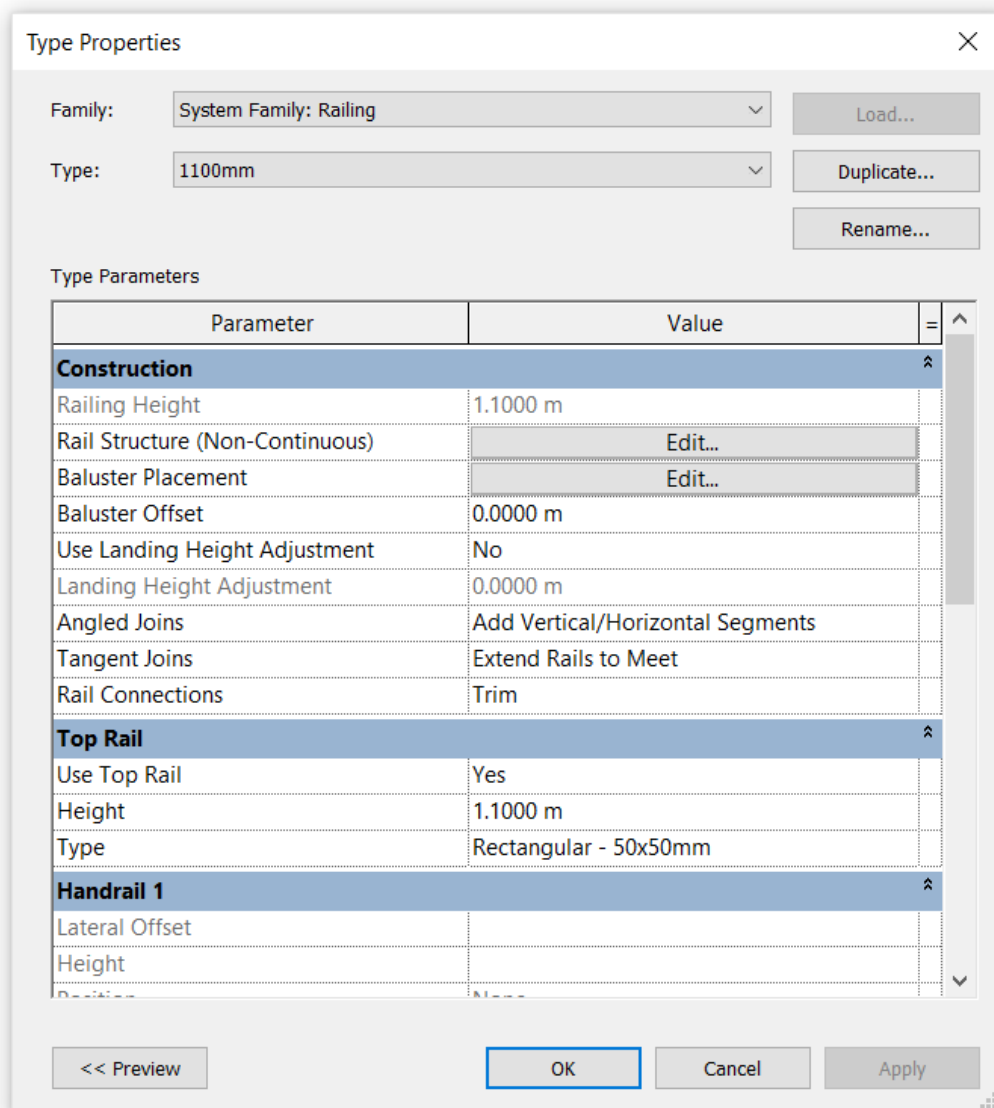 Type Properties
Family: System Family: Railing Load...
Type: 1100mm Duplicate...
Rename...
Type Parameters
Parameter Value =
Construction
Railing Height 1.1000 m
Rail Structure (Non-Continuous) Edit...
Baluster Placement Edit...
Baluster Offset 0.0000 m
Use Landing Height Adjustment No
Landing Height Adjustment 0.0000 m
Angled Joins Add Vertical/Horizontal Segments
Tangent Joins Extend Rails to Meet
Rail Connections Trim
Top Rail
Use Top Rail Yes
Height 1.1000 m
Type Rectangular - 50x50mm
Handrail 1
Lateral Offset
Height
Position None
<< Preview OK Cancel Apply